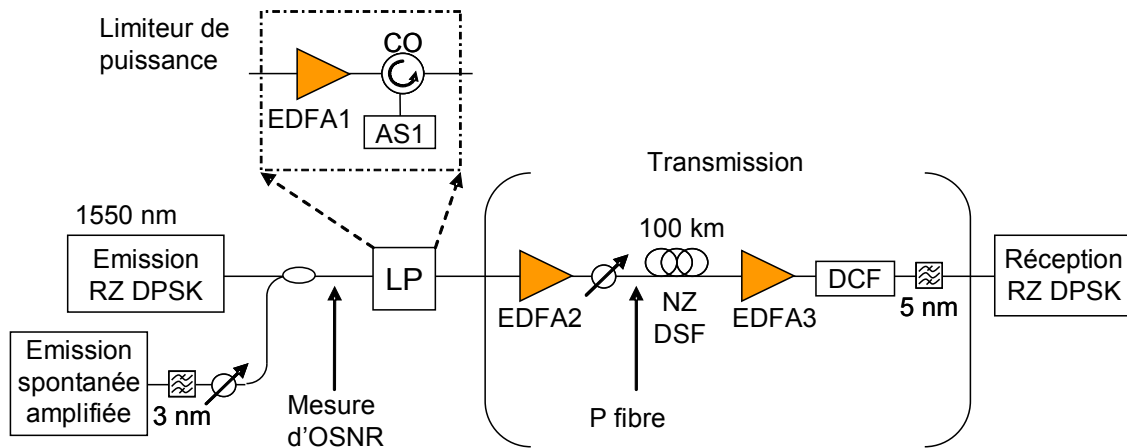 Limiteur de
puissance
CO
EDFA1
AS1
Transmission
1550 nm
Emission
RZ DPSK
LP
100 km
EDFA2
NZ
DSF
EDFA3
DCF
5 nm
Réception
RZ DPSK
Emission
spontanée
amplifiée
3 nm
Mesure
d'OSNR
P fibre